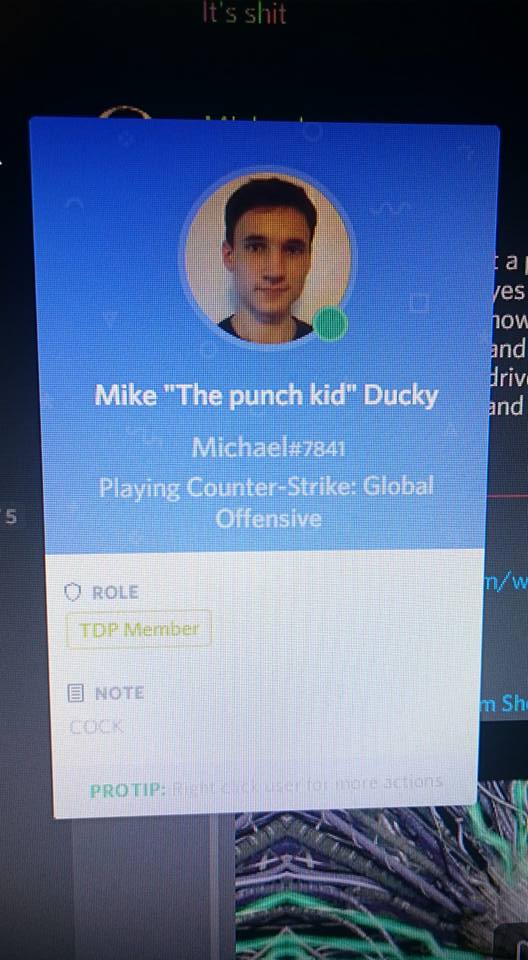 It's shit
Mike "The punch kid" Ducky
Michael#7841
Playing Counter-Strike: Global
Offensive
ROLE
TDP Member
NOTE
COCK
PROTIP: Right click user for more actions
5
t a
yes
now
and
drive
and
m/w
m Sh